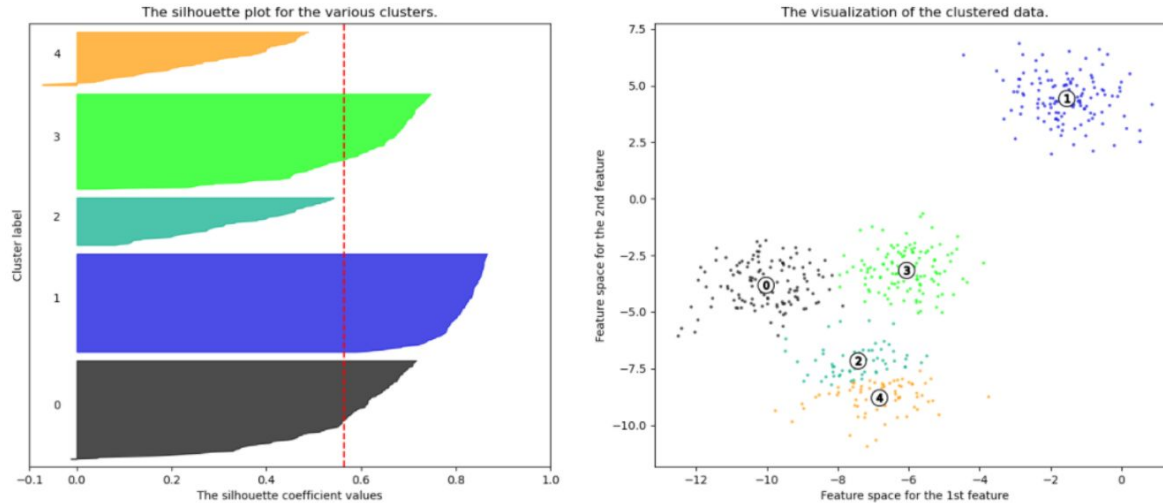 The silhouette plot for the various clusters.
4
3
2
1
0
Cluster label
−0.1 0.0 0.2 0.4 0.6 0.8 1.0
The silhouette coefficient values
The visualization of the clustered data.
7.5
5.0
2.5
0.0
−2.5
−5.0
−7.5
−10.0
Feature space for the 2nd feature
1
3
0
2
4
−12 −10 −8 −6 −4 −2 0
Feature space for the 1st feature